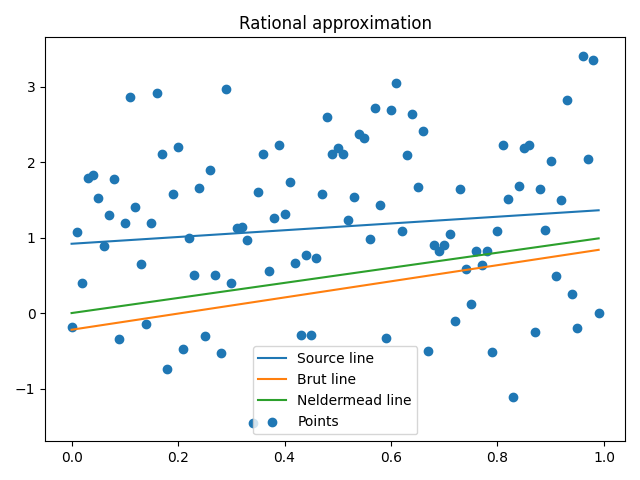 Rational approximation
3
2
1
0
−1
Source line
Brut line
Neldermead line
Points
0.0 0.2 0.4 0.6 0.8 1.0